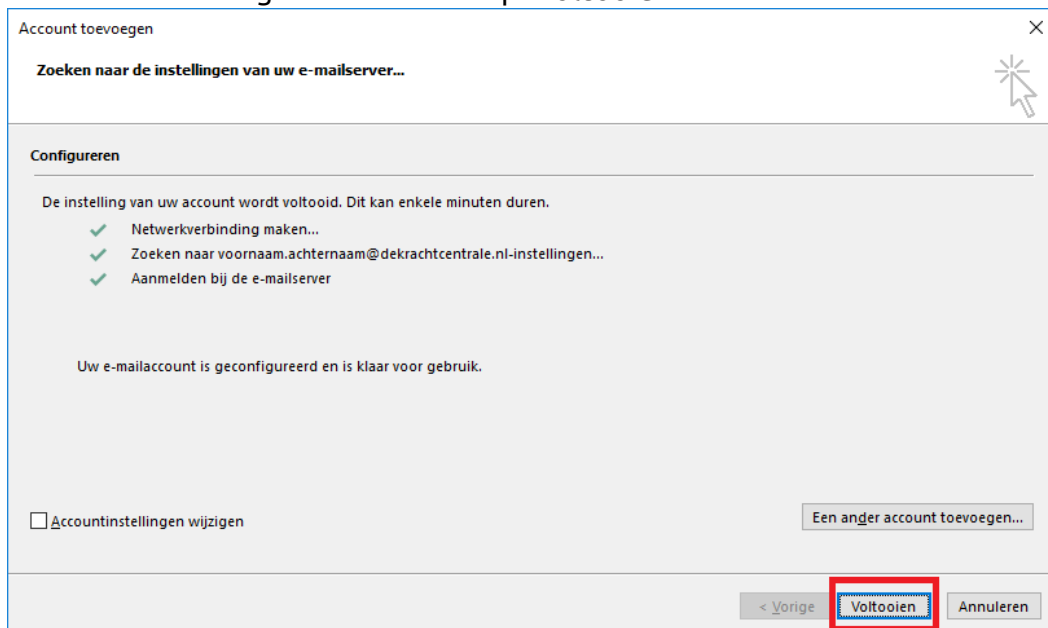 Account toevoegen
Zoeken naar de instellingen van uw e-mailserver...
Configureren
De instelling van uw account wordt voltooid. Dit kan enkele minuten duren.
Netwerkverbinding maken...
Zoeken naar voornaam.achternaam@dekrachtcentrale.nl-instellingen...
Aanmelden bij de e-mailserver
Uw e-mailaccount is geconfigureerd en is klaar voor gebruik.
Accountinstellingen wijzigen
Een ander account toevoegen...
< Vorige Voltooien Annuleren